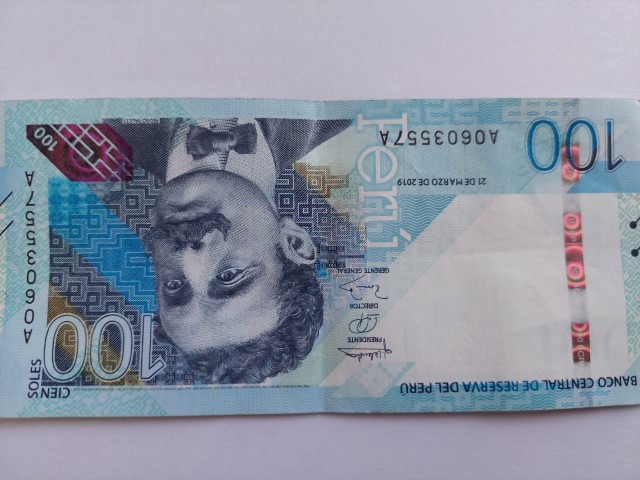 BANCO CENTRAL DE RESERVA DEL PERÚ
100
CIEN
SOLES
PRESIDENTE
DIRECTOR
GERENTE GENERAL
21 DE MARZO DE 2019
A0603557A
Perú
A0603557A
100
100